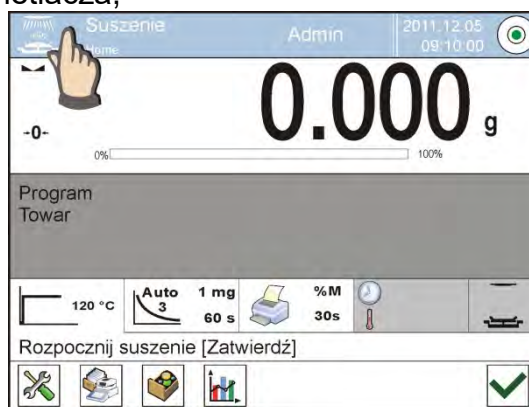 Suszenie
Home
Admin
2011.12.05
09:10:00
-0-
0.000 g
0% 100%
Program
Towar
120 °C
Auto 1 mg
3 60 s
%M
30s
Rozpocznij suszenie [Zatwierdź]